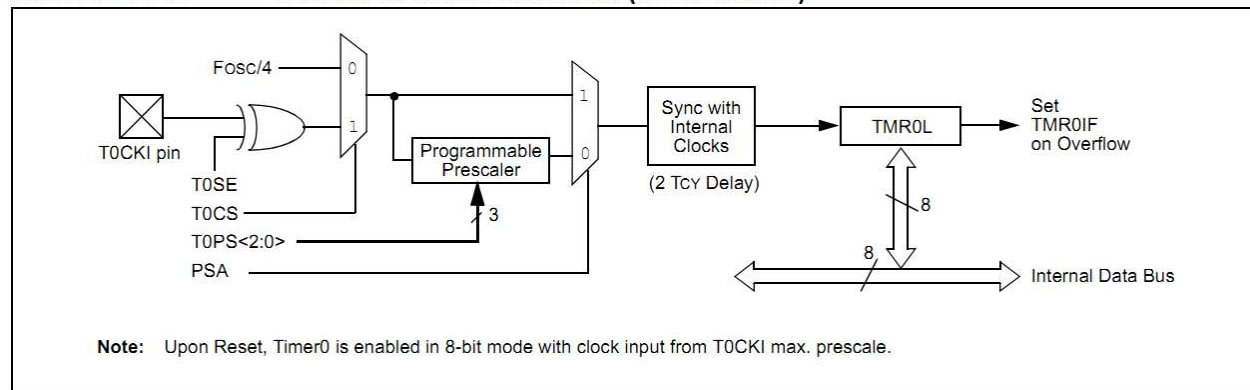 Fosc/4
0
1
T0CKI pin
T0SE
T0CS
T0PS<2:0>
PSA
Programmable
Prescaler
3
1
0
Sync with
Internal
Clocks
(2 TCY Delay)
TMR0L
Set
TMR0IF
on Overflow
8
8
Internal Data Bus
Note: Upon Reset, Timer0 is enabled in 8-bit mode with clock input from T0CKI max. prescale.